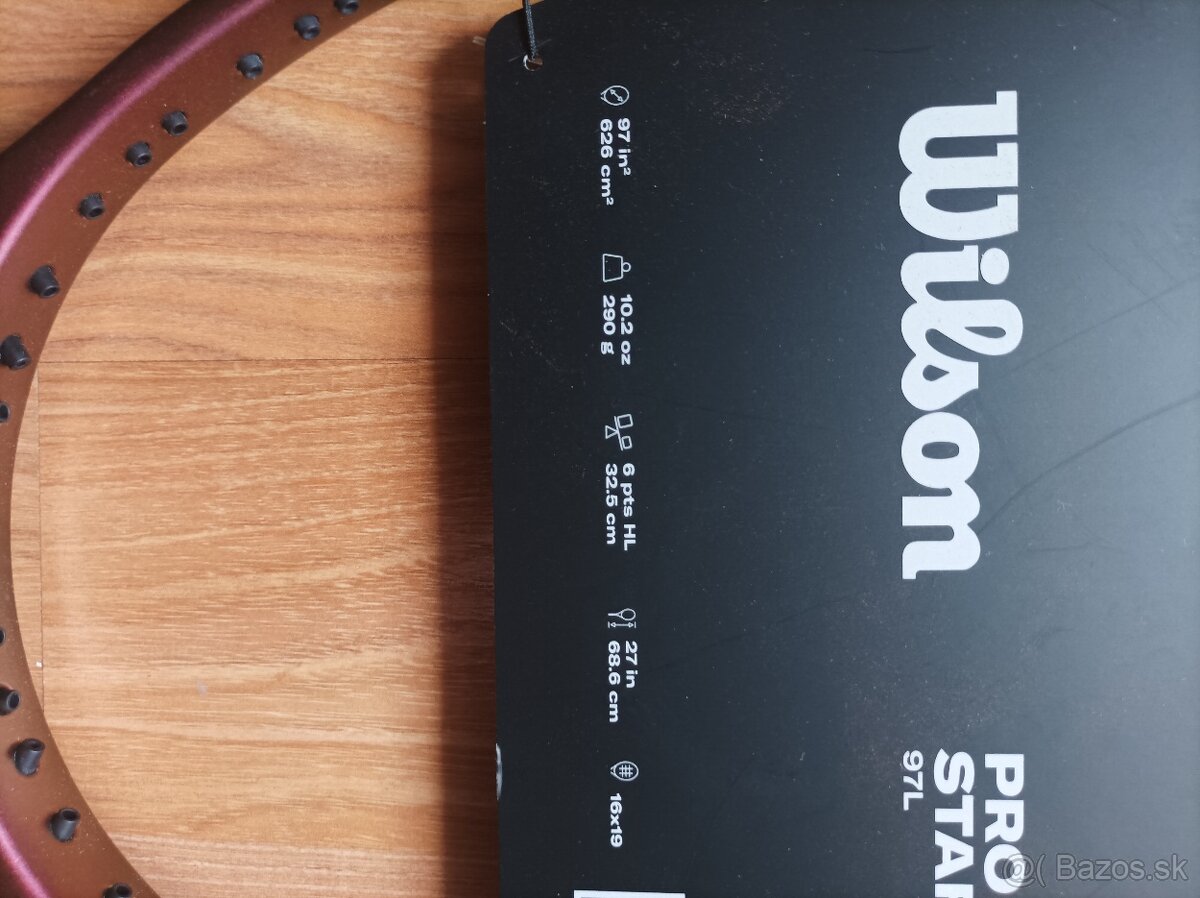 Wilson
97 in²
626 cm²
10.2 oz
290 g
6 pts HL
32.5 cm
27 in
68.6 cm
16x19
PRO
STA
97L
@( Bazos.sk